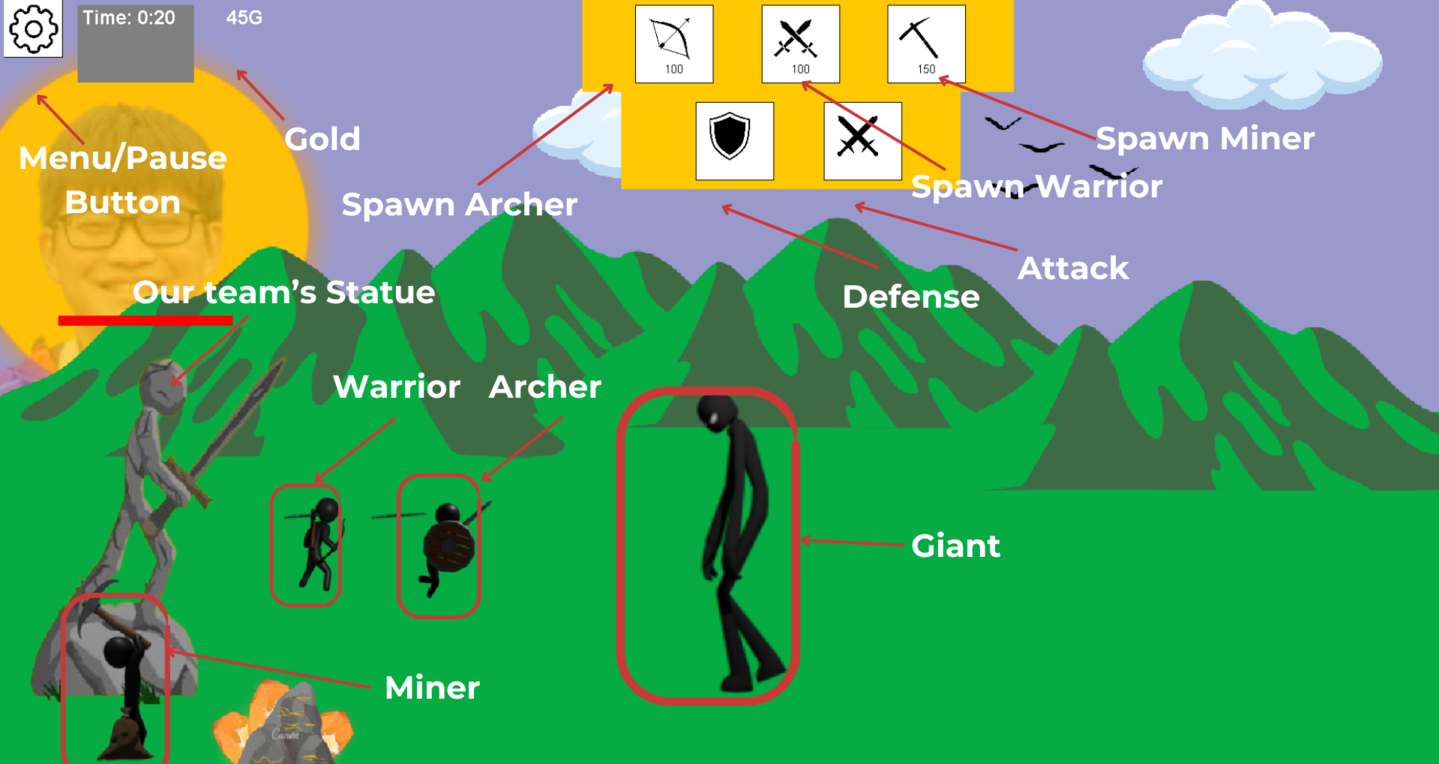 Time: 0:20
45G
100
100
150
Gold
Menu/Pause
Button
Spawn Miner
Spawn Warrior
Spawn Archer
Attack
Defense
Our team’s Statue
Warrior
Archer
Giant
Miner
Canva